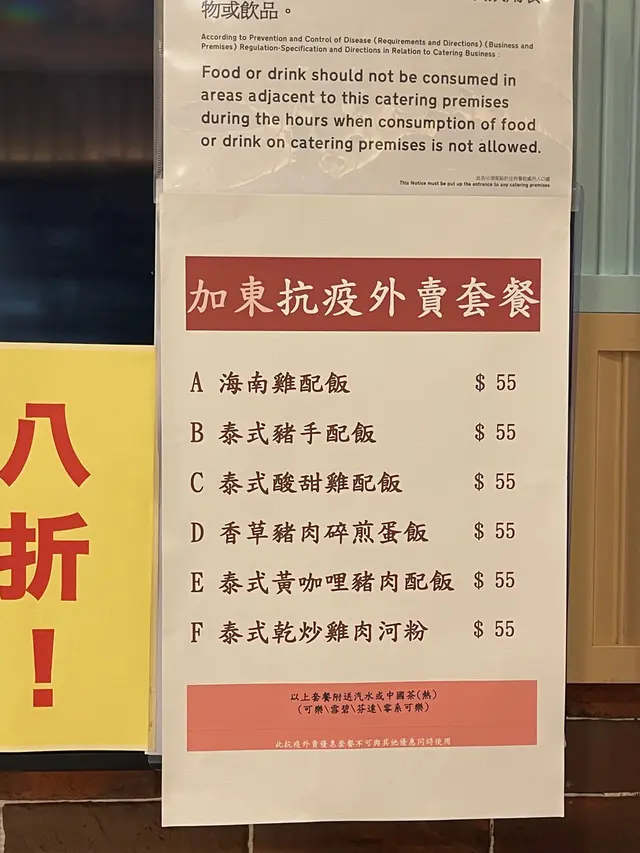 物或飲品。
According to Prevention and Control of Disease (Requirements and Directions) (Business and
Premises) Regulation-Specification and Directions in Relation to Catering Business :
Food or drink should not be consumed in
areas adjacent to this catering premises
during the hours when consumption of food
or drink on catering premises is not allowed.
This Notice must be put up the entrance to any catering premises
加東抗疫外賣套餐
A 海南雞配飯 $ 55
B 泰式豬手配飯 $ 55
C 泰式酸甜雞配飯 $ 55
D 香草豬肉碎煎蛋飯 $ 55
E 泰式黃咖哩豬肉配飯 $ 55
F 泰式乾炒雞肉河粉 $ 55
以上套餐附送汽水或中國茶(熱)
(可樂\雪碧\芬達\零系可樂)
此抗疫外賣優惠套餐不可與其他優惠同時使用
八
折
！